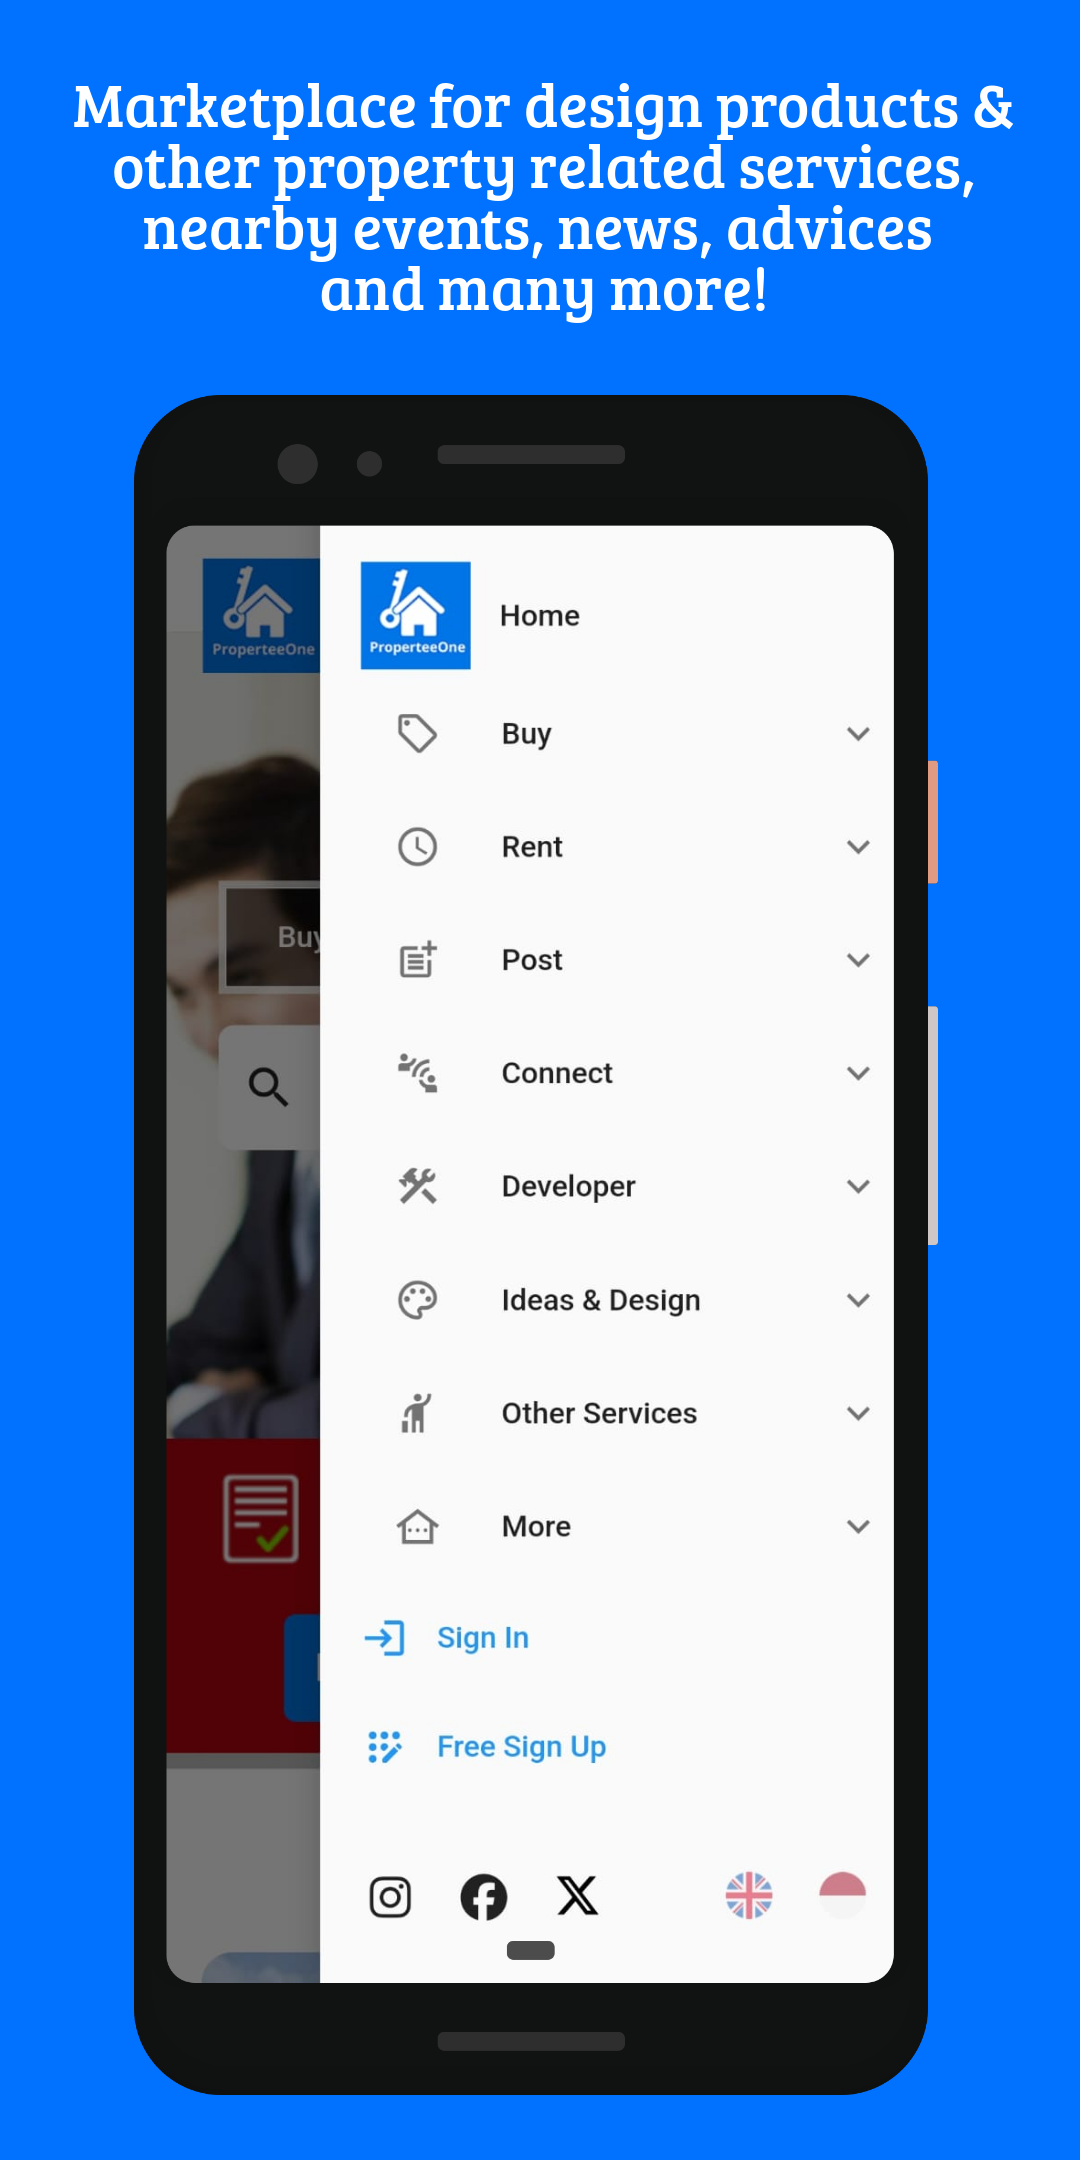 Marketplace for design products &
other property related services,
nearby events, news, advices
and many more!
ProperteeOne
ProperteeOne
Home
Buy
Buy
Rent
Post
Connect
Developer
Ideas & Design
Other Services
More
Sign In
Free Sign Up